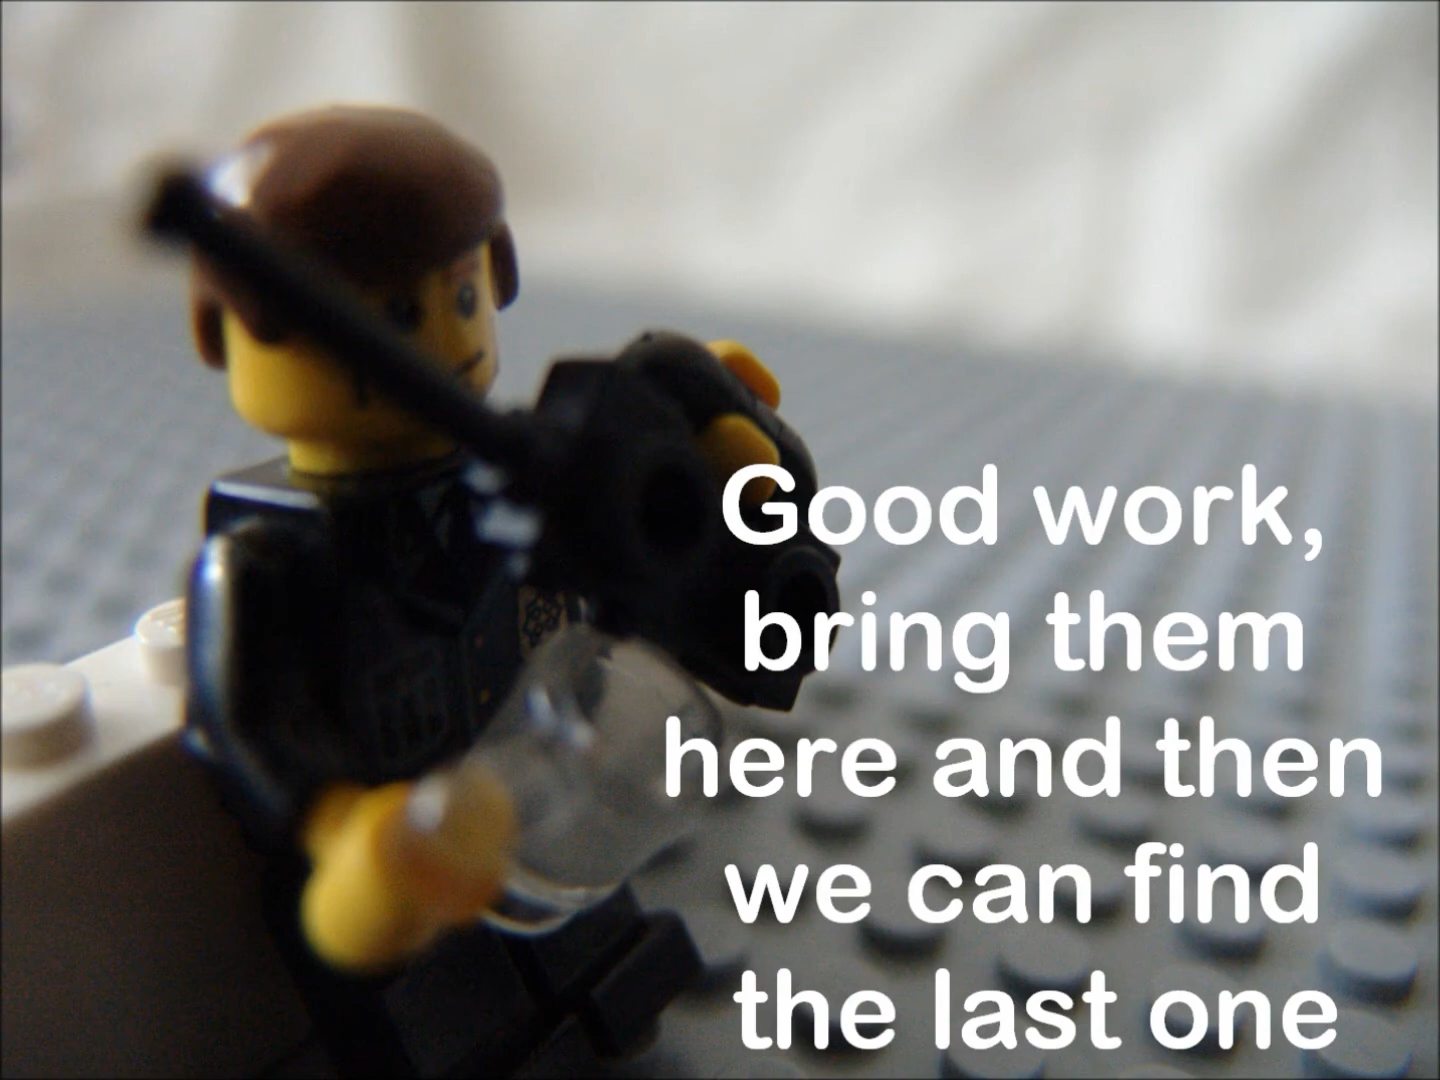 Good work,
bring them
here and then
we can find
the last one